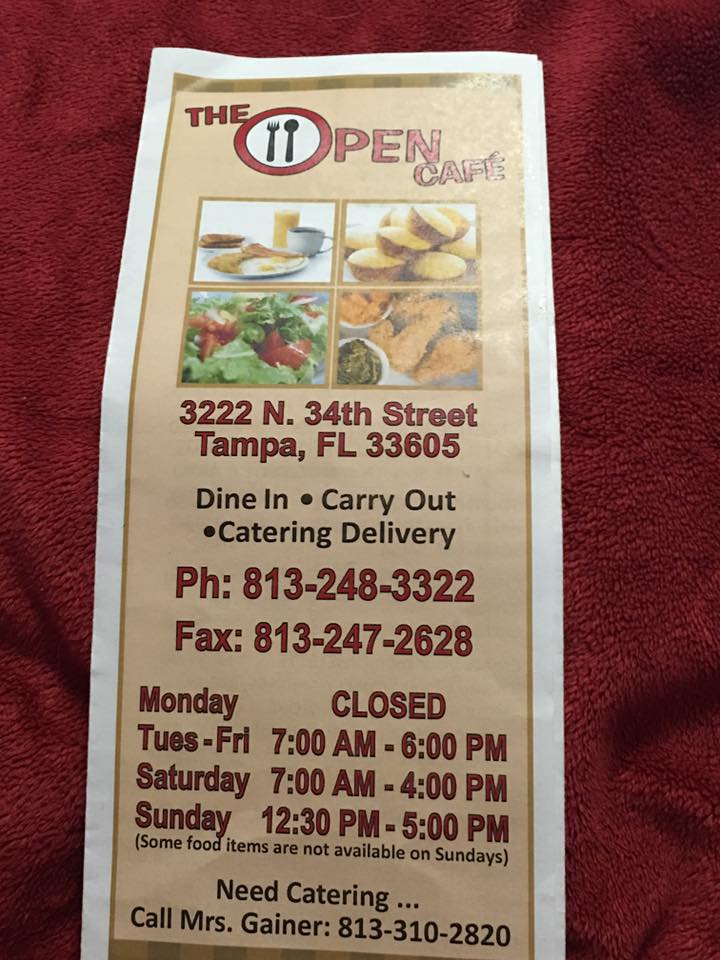 THE OPEN
CAFÉ
3222 N. 34th Street
Tampa, FL 33605
Dine In • Carry Out
•Catering Delivery
Ph: 813-248-3322
Fax: 813-247-2628
Monday CLOSED
Tues - Fri 7:00 AM - 6:00 PM
Saturday 7:00 AM - 4:00 PM
Sunday 12:30 PM - 5:00 PM
(Some food items are not available on Sundays)
Need Catering ...
Call Mrs. Gainer: 813-310-2820